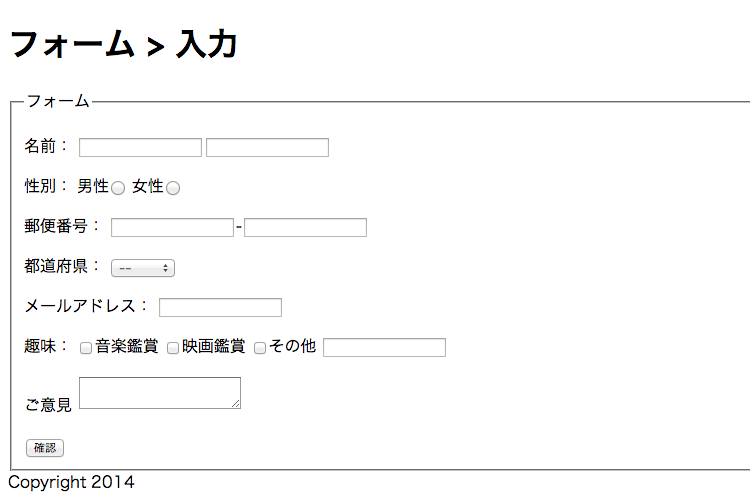 フォーム > 入力
フォーム
名前：
性別： 男性 女性
郵便番号： -
都道府県： --
メールアドレス：
趣味： 音楽鑑賞 映画鑑賞 その他
ご意見
確認
Copyright 2014